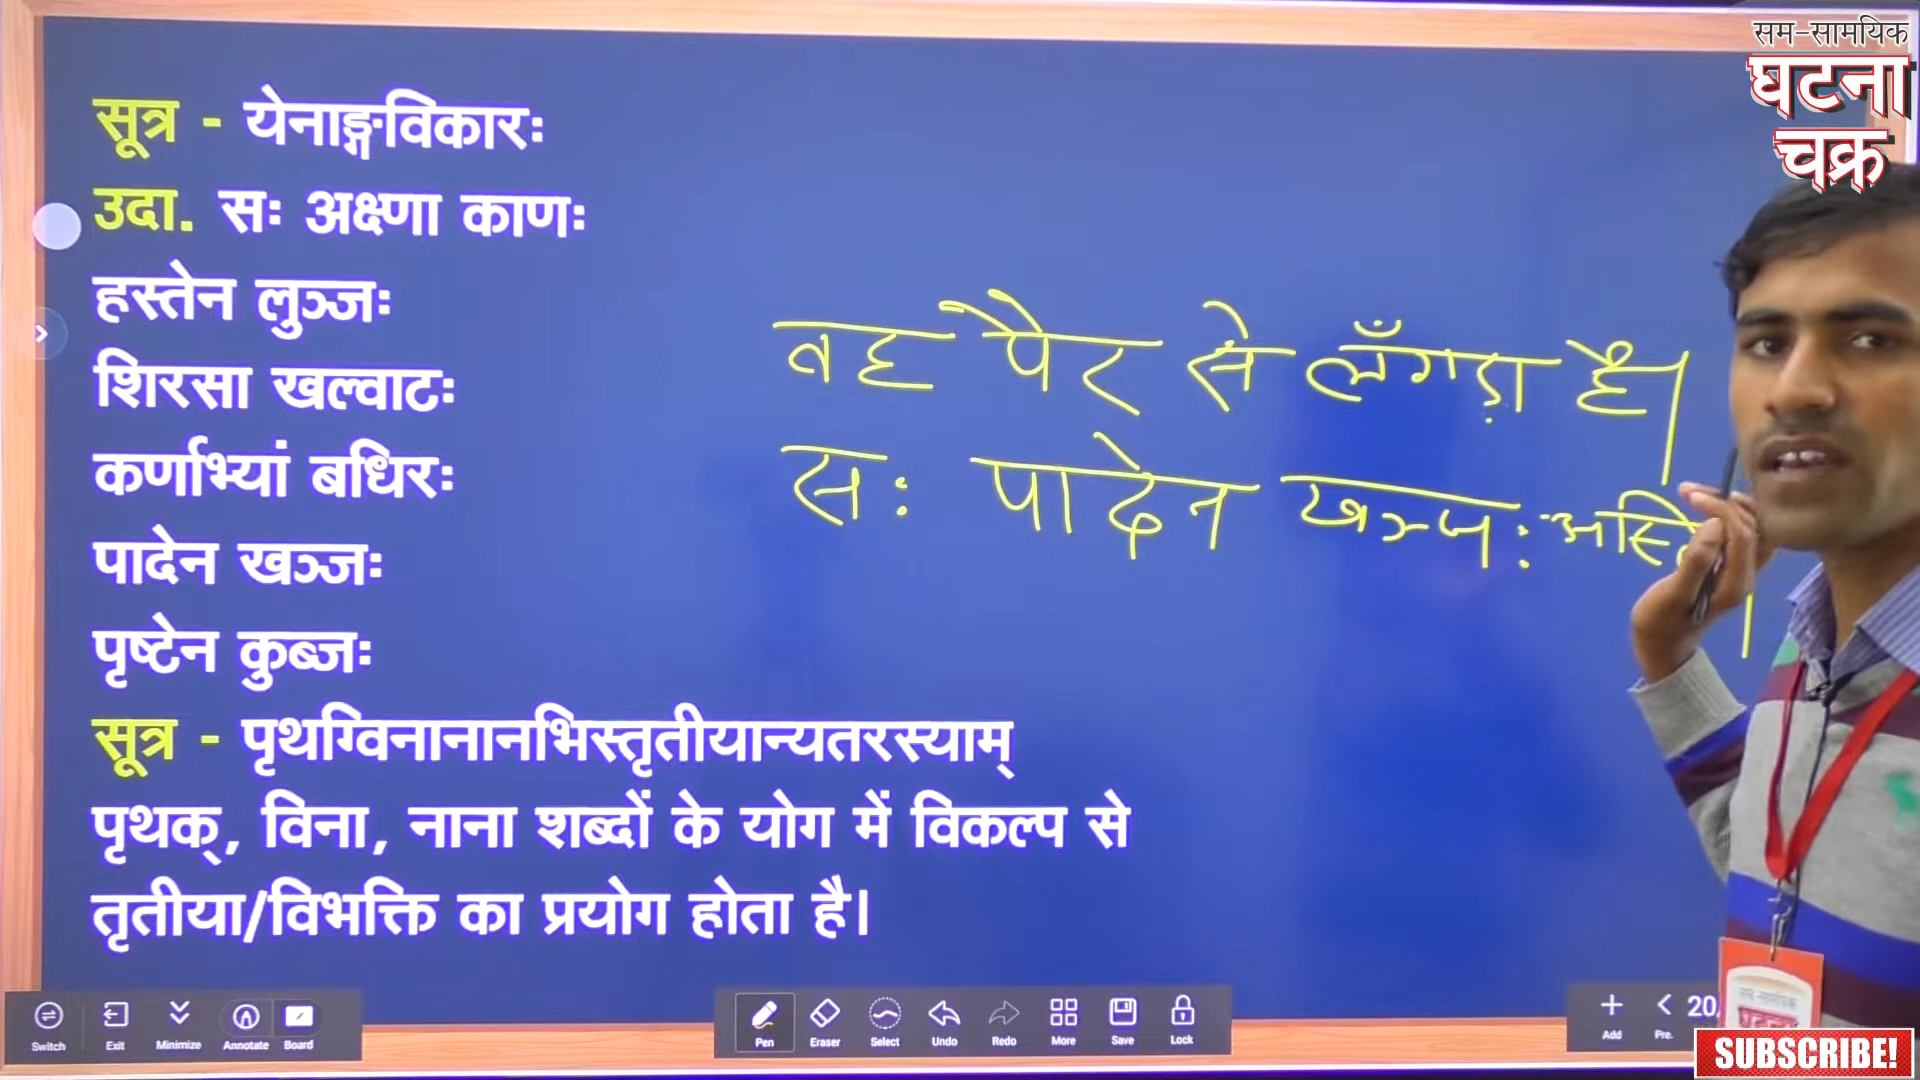 सूत्र - येनाङ्गविकारः
उदा. सः अक्ष्णा काणः
हस्तेन लुञ्जः
शिरसा खल्वाटः
कर्णाभ्यां बधिरः
पादेन खञ्जः
पृष्टेन कुब्जः
सूत्र - पृथग्विनानानभिस्तृतीयान्यतरस्याम्
पृथक्, विना, नाना शब्दों के योग में विकल्प से
तृतीया/विभक्ति का प्रयोग होता है।
वह पैर से लँगड़ा है।
सः पादेन खञ्जः अस्ति
सम-सामयिक
घटना
चक्र
Switch Exit Minimize Annotate Board
Pen Eraser Select Undo Redo More Save Lock
Add Pre. 20
SUBSCRIBE!